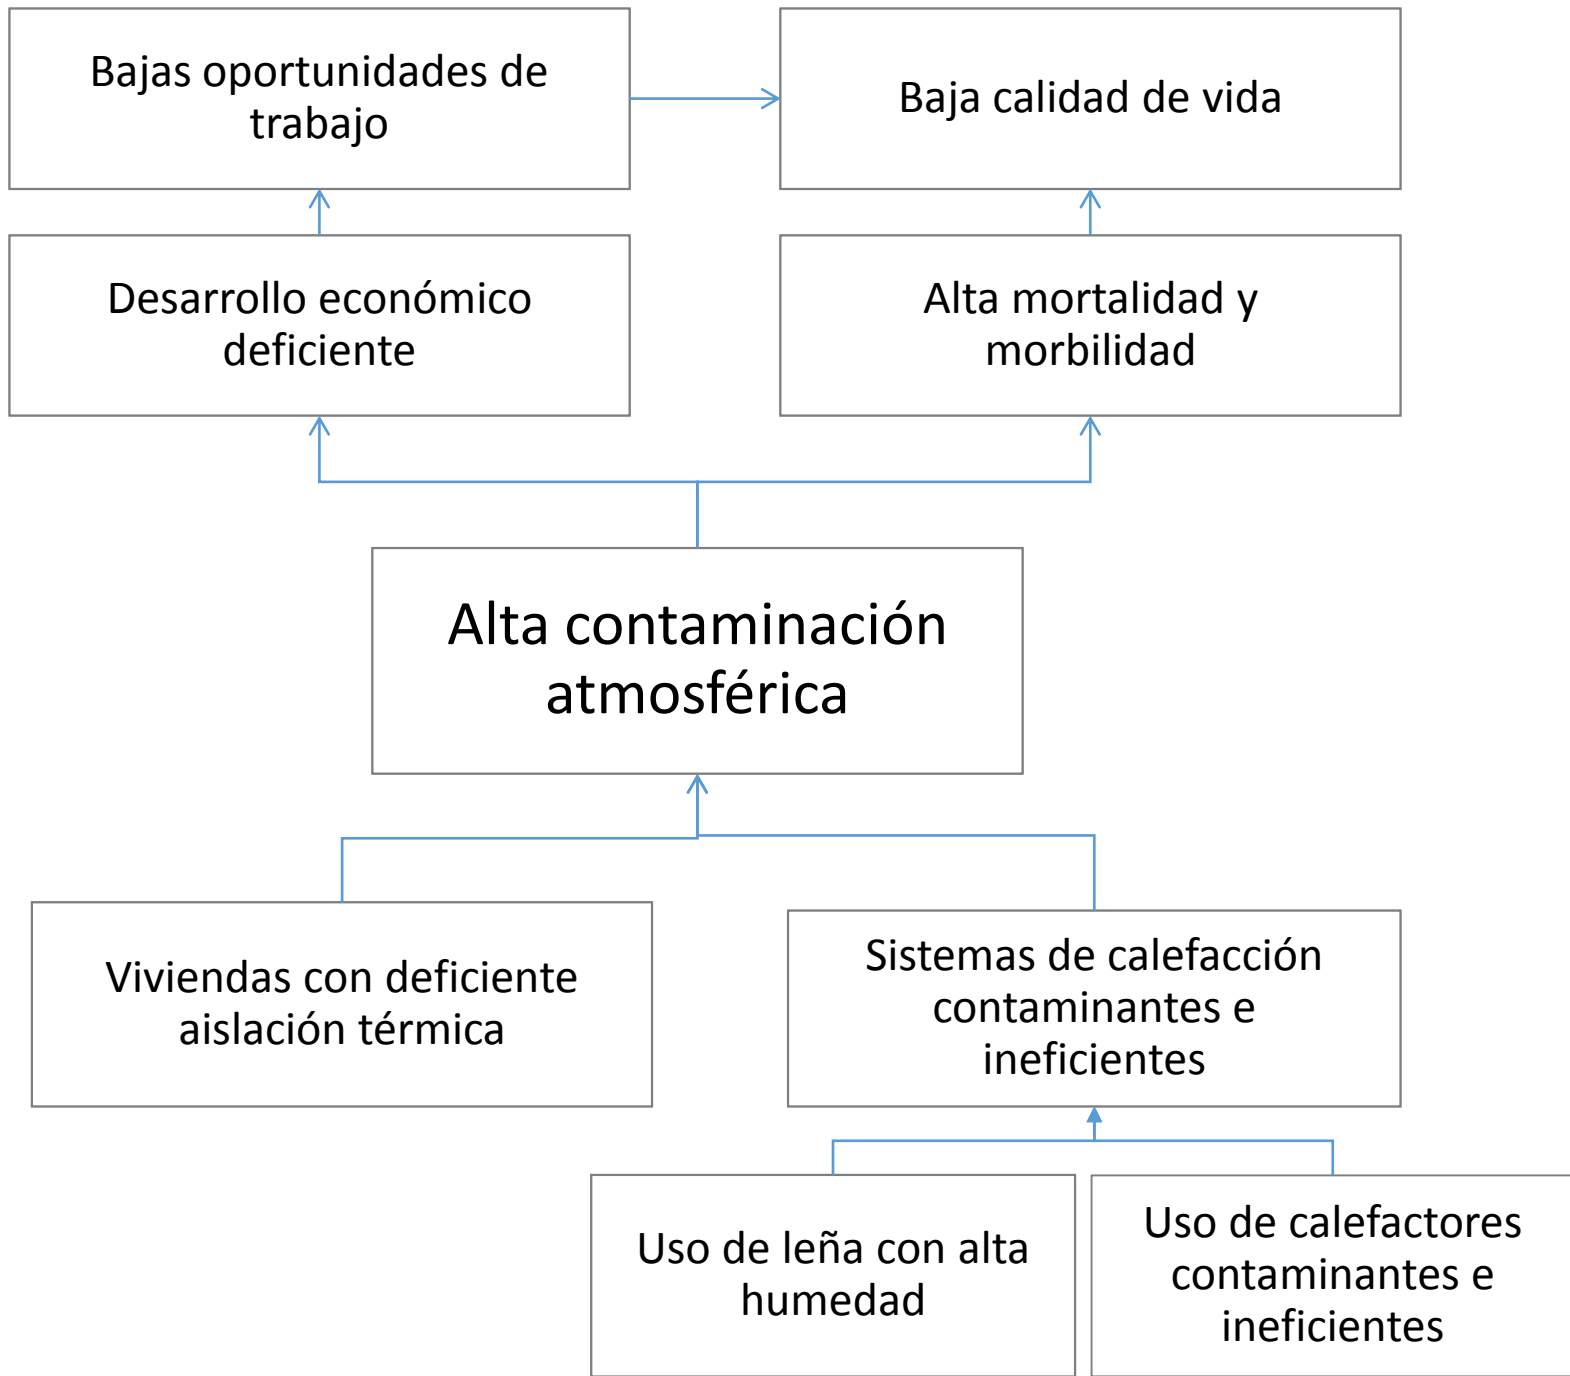 Bajas oportunidades de
trabajo
Baja calidad de vida
Desarrollo económico
deficiente
Alta mortalidad y
morbilidad
Alta contaminación
atmosférica
Viviendas con deficiente
aislación térmica
Sistemas de calefacción
contaminantes e
ineficientes
Uso de leña con alta
humedad
Uso de calefactores
contaminantes e
ineficientes